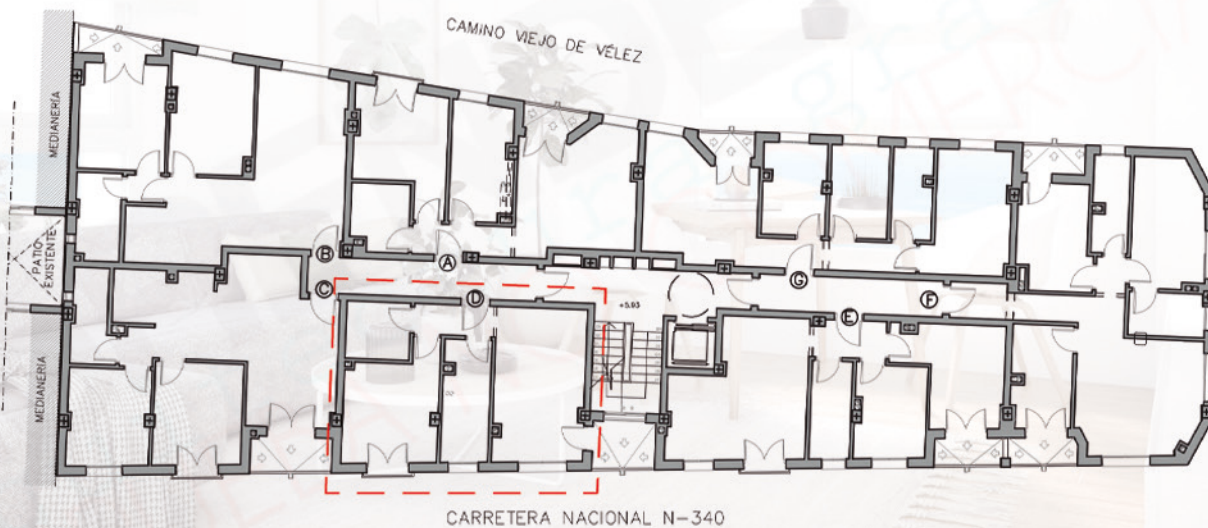 CAMINO VIEJO DE VÉLEZ
MEDIANERÍA
PATIO
EXISTENTE
MEDIANERÍA
B
A
C
D
+5.93
G
F
E
CARRETERA NACIONAL N-340